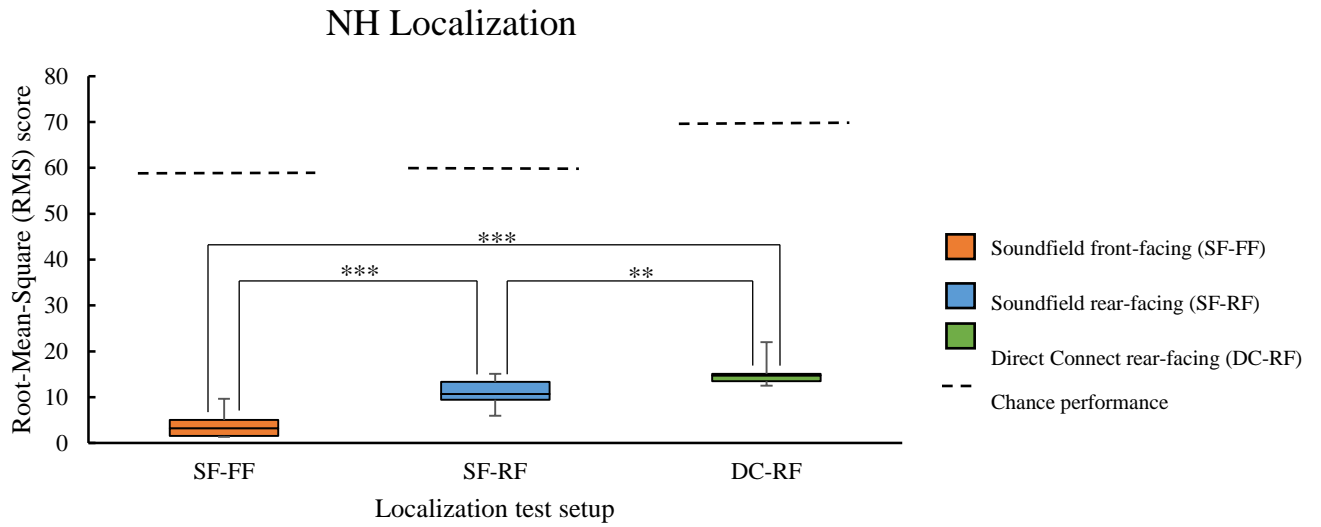 NH Localization
Root-Mean-Square (RMS) score
80
70
60
50
40
30
20
10
0
***
***
**
SF-FF
SF-RF
DC-RF
Localization test setup
Soundfield front-facing (SF-FF)
Soundfield rear-facing (SF-RF)
Direct Connect rear-facing (DC-RF)
Chance performance